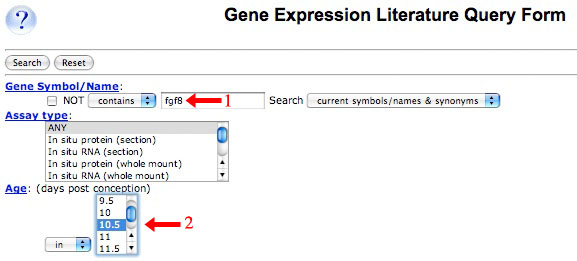 ?
Gene Expression Literature Query Form
Search Reset
Gene Symbol/Name:
NOT contains fgf8 1 Search current symbols/names & synonyms
Assay type:
ANY
In situ protein (section)
In situ RNA (section)
In situ protein (whole mount)
In situ RNA (whole mount)
Age: (days post conception)
9.5
10
10.5 2
11
in 11.5